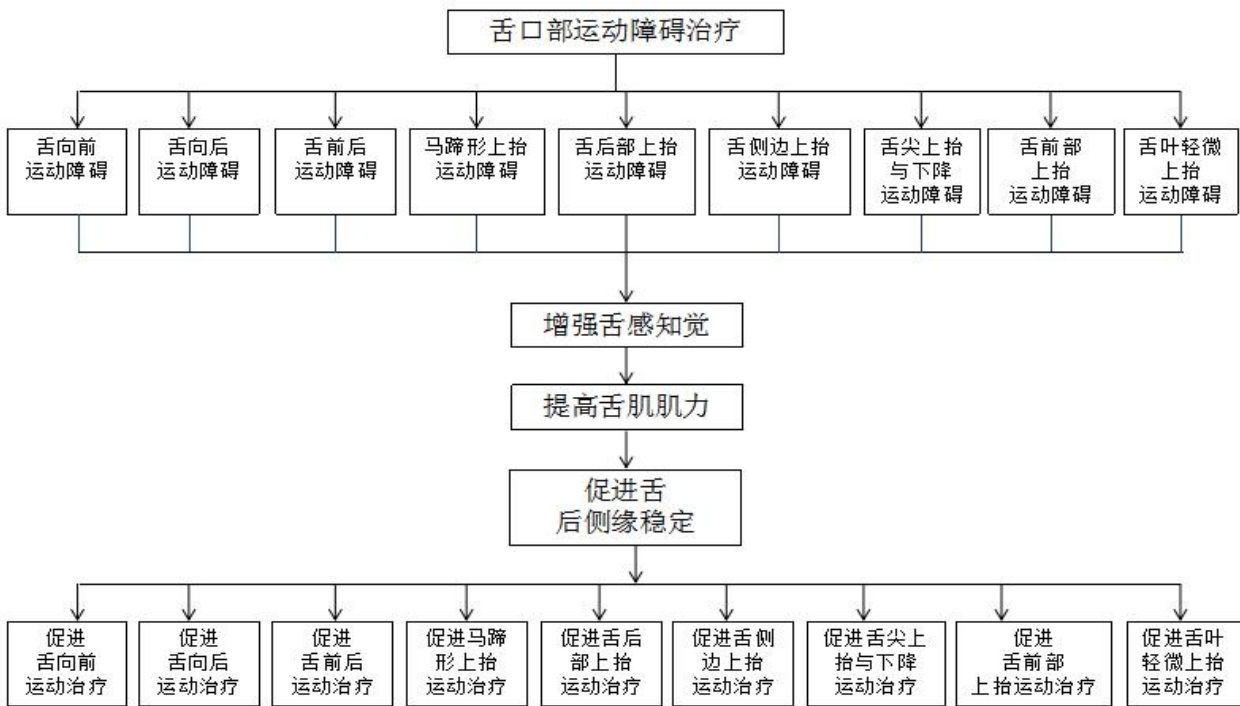 舌口部运动障碍治疗
舌向前
运动障碍
舌向后
运动障碍
舌前后
运动障碍
马蹄形上抬
运动障碍
舌后部上抬
运动障碍
舌侧边上抬
运动障碍
舌尖上抬
与下降
运动障碍
舌前部
上抬
运动障碍
舌叶轻微
上抬
运动障碍
增强舌感知觉
提高舌肌肌力
促进舌
后侧缘稳定
促进
舌向前
运动治疗
促进
舌向后
运动治疗
促进
舌前后
运动治疗
促进马蹄
形上抬
运动治疗
促进舌后
部上抬
运动治疗
促进舌侧
边上抬
运动治疗
促进舌尖上
抬与下降
运动治疗
促进
舌前部
上抬运动治疗
促进舌叶
轻微上抬
运动治疗